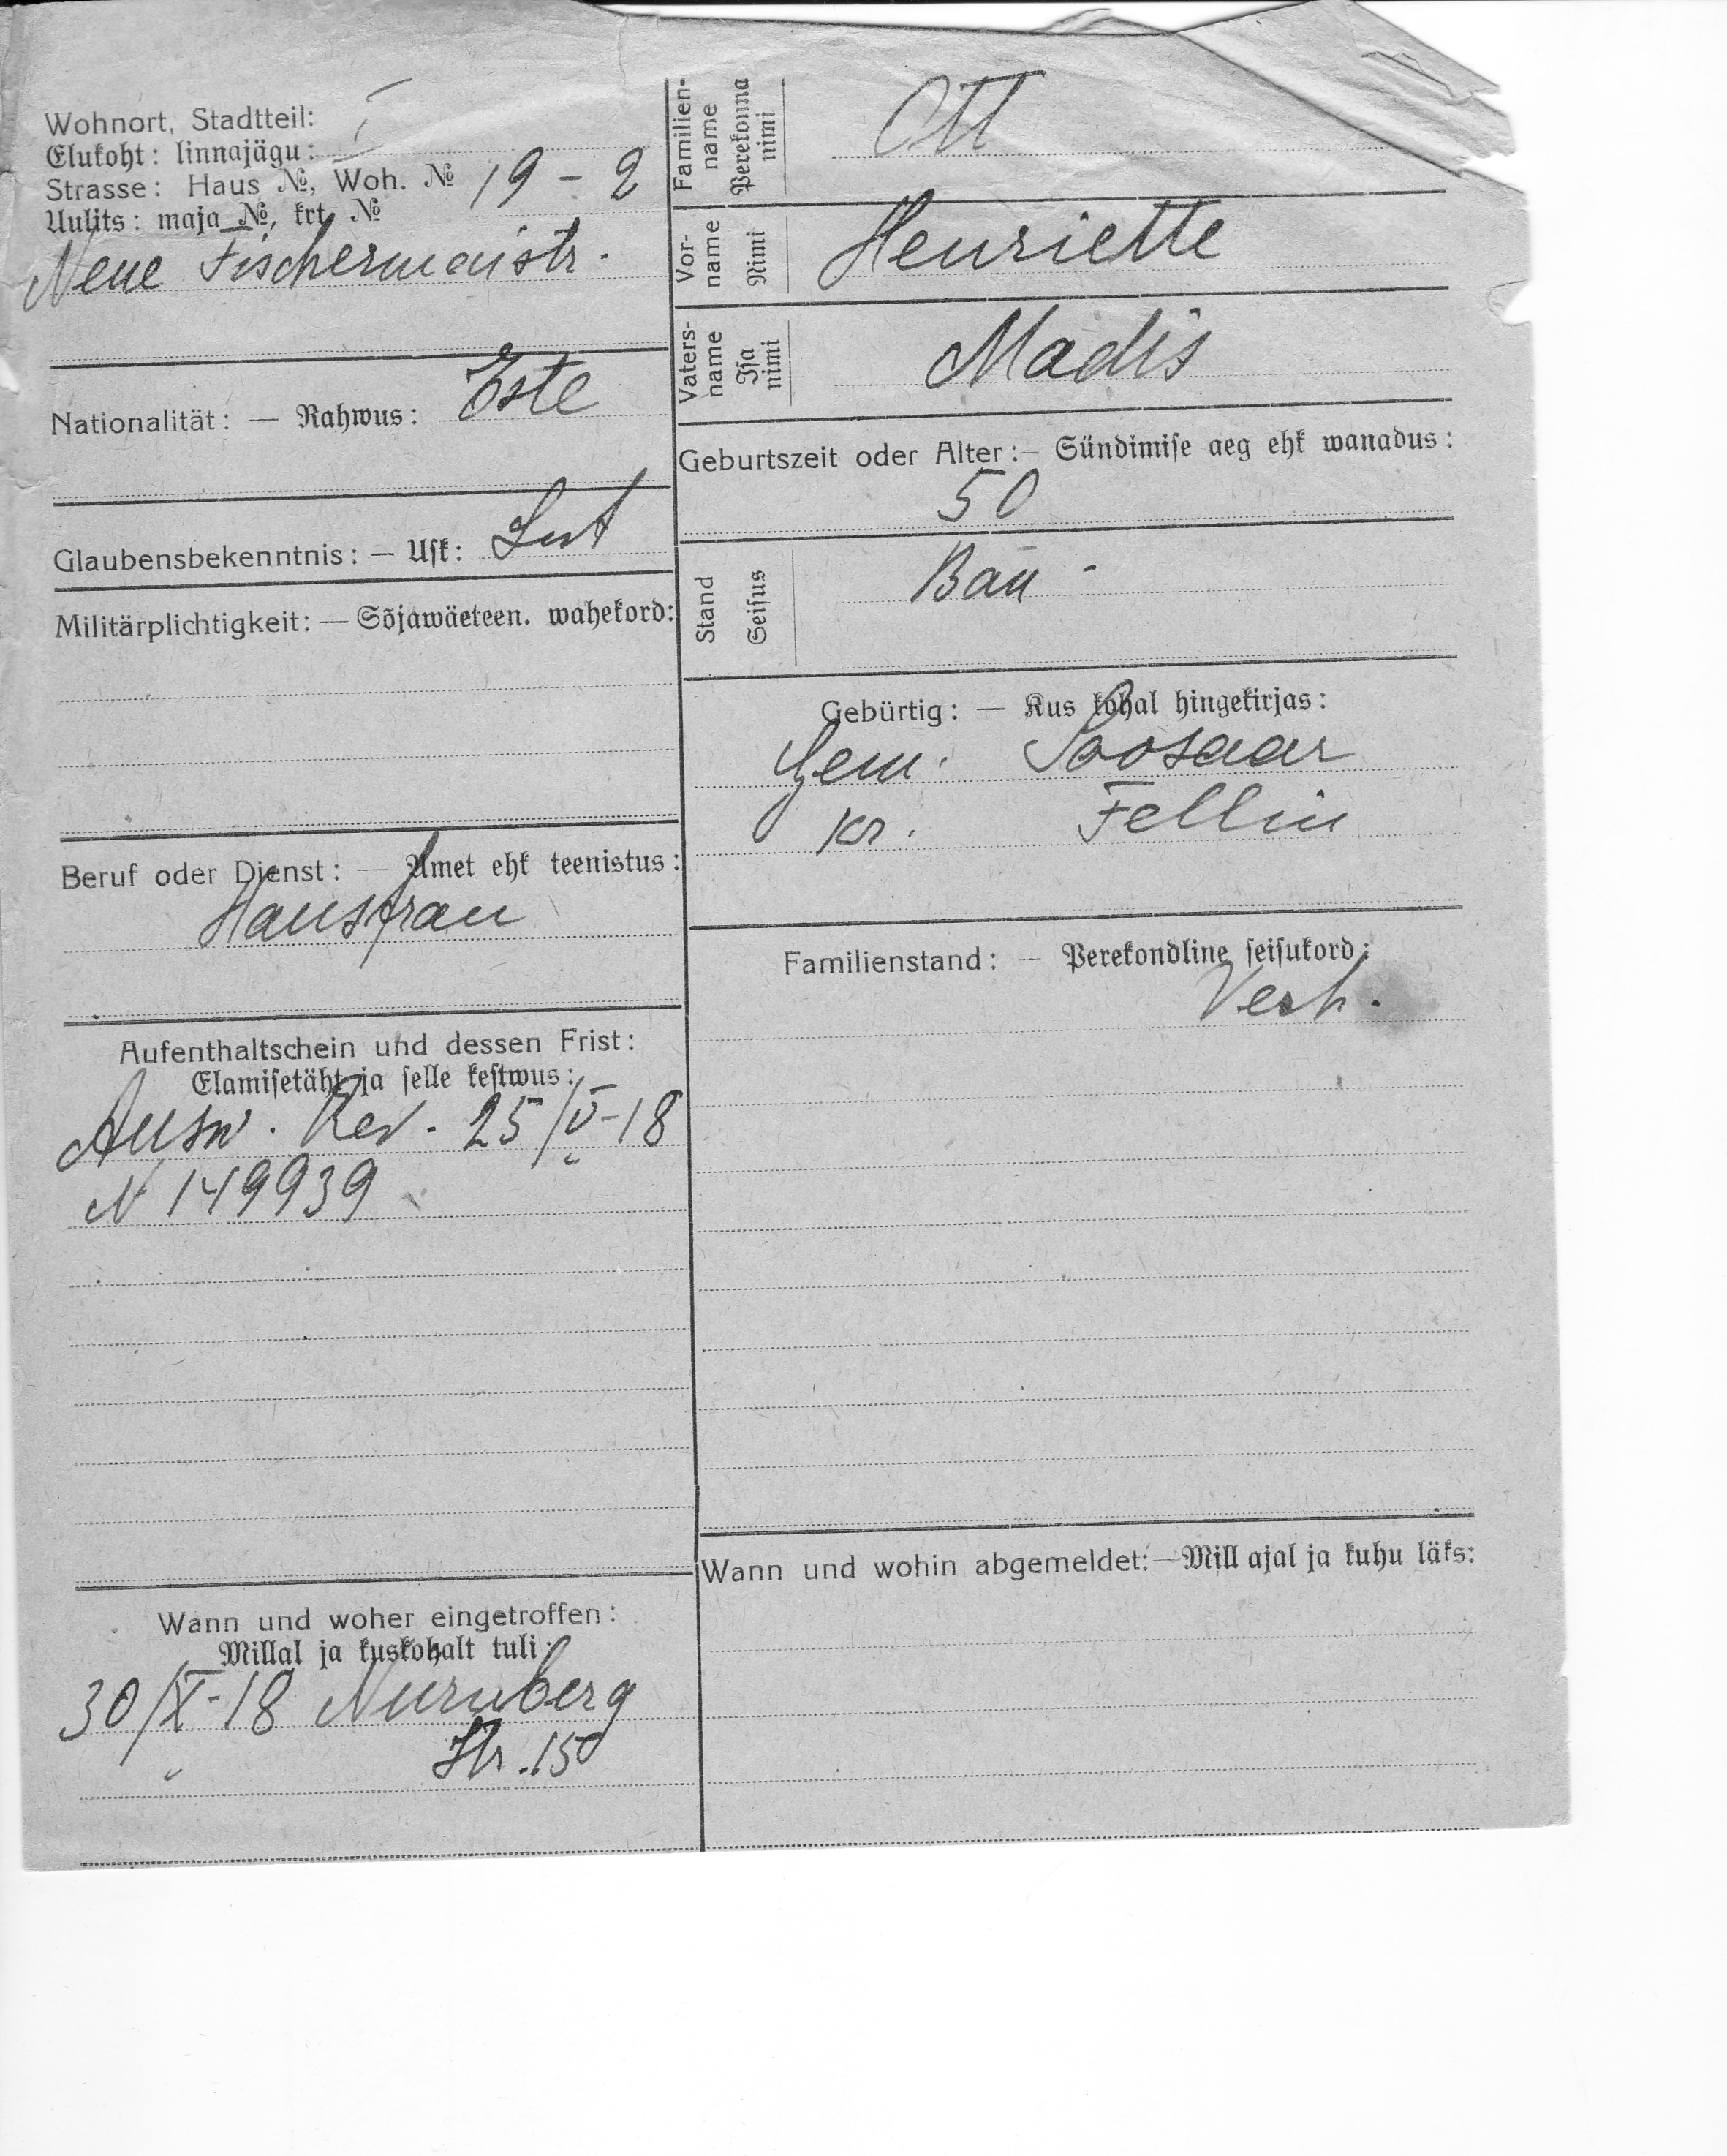 Wohnort, Stadtteil: I
Elukoht: linnajägu:
Strasse: Haus №, Woh. № 19 - 2
Uulits: maja №, krt. №
Neue Fischermaistr.
Nationalität: — Rahwus: Este
Glaubensbekenntnis: — Usk: Lut
Militärplichtigkeit: — Sõjawäeteen. wahekord:
Beruf oder Dienst: — Amet ehk teenistus:
Hausfrau
Aufenthaltschein und dessen Frist:
Elamisetäht ja selle kestwus:
Ausw. Rev. 25/V-18
N 149939
Wann und woher eingetroffen:
Millal ja kuskohalt tuli:
30/X-18 Nurnberg
Str. 15
Familien-
name
Perekonna
nimi
Ott
Vor-
name
Nimi
Henriette
Vaters-
name
Isa
nimi
Madis
Geburtszeit oder Alter: — Sündimise aeg ehk wanadus:
50
Stand
Seisus
Bau -
Gebürtig: — Kus kohal hingekirjas:
Gem. Soosaar
Kr. Fellin
Familienstand: — Perekondline seisukord:
Verh.
Wann und wohin abgemeldet: — Mill ajal ja kuhu läks: